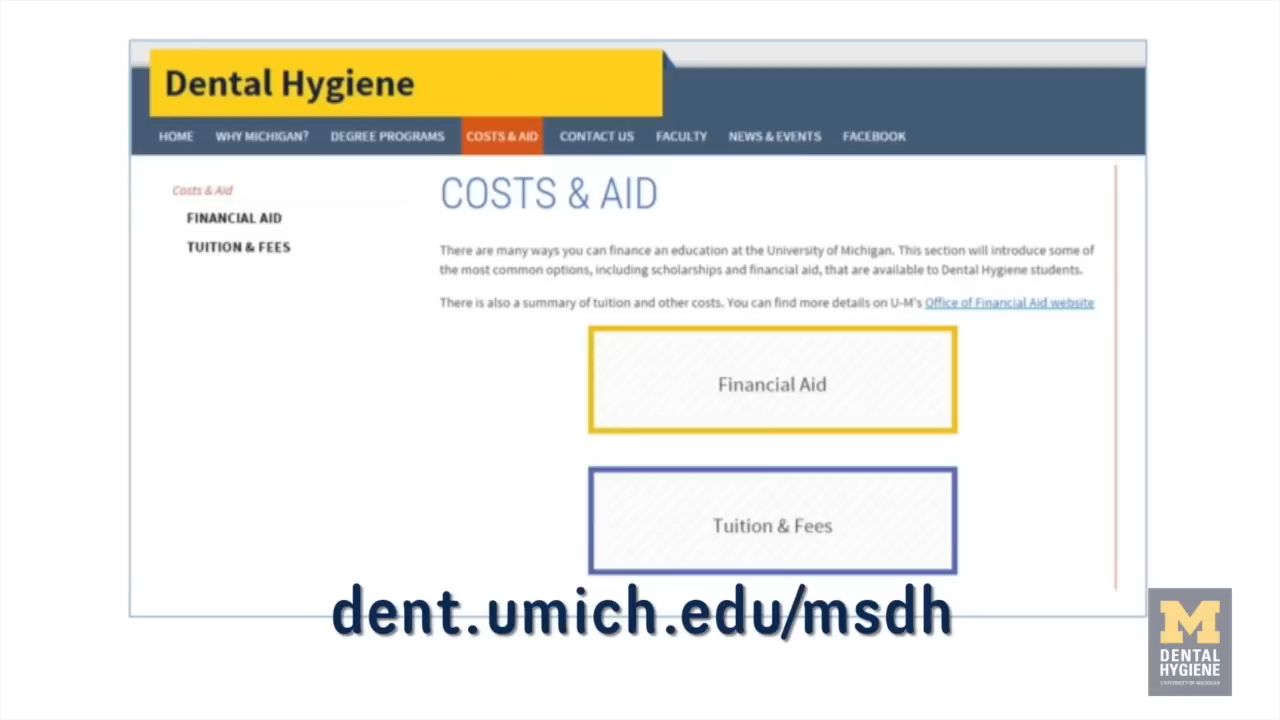 Dental Hygiene
HOME WHY MICHIGAN? DEGREE PROGRAMS COSTS & AID CONTACT US FACULTY NEWS & EVENTS FACEBOOK
Costs & Aid
FINANCIAL AID
TUITION & FEES
COSTS & AID
There are many ways you can finance an education at the University of Michigan. This section will introduce some of
the most common options, including scholarships and financial aid, that are available to Dental Hygiene students.
There is also a summary of tuition and other costs. You can find more details on U-M's Office of Financial Aid website
Financial Aid
Tuition & Fees
dent.umich.edu/msdh
M
DENTAL
HYGIENE
UNIVERSITY OF MICHIGAN